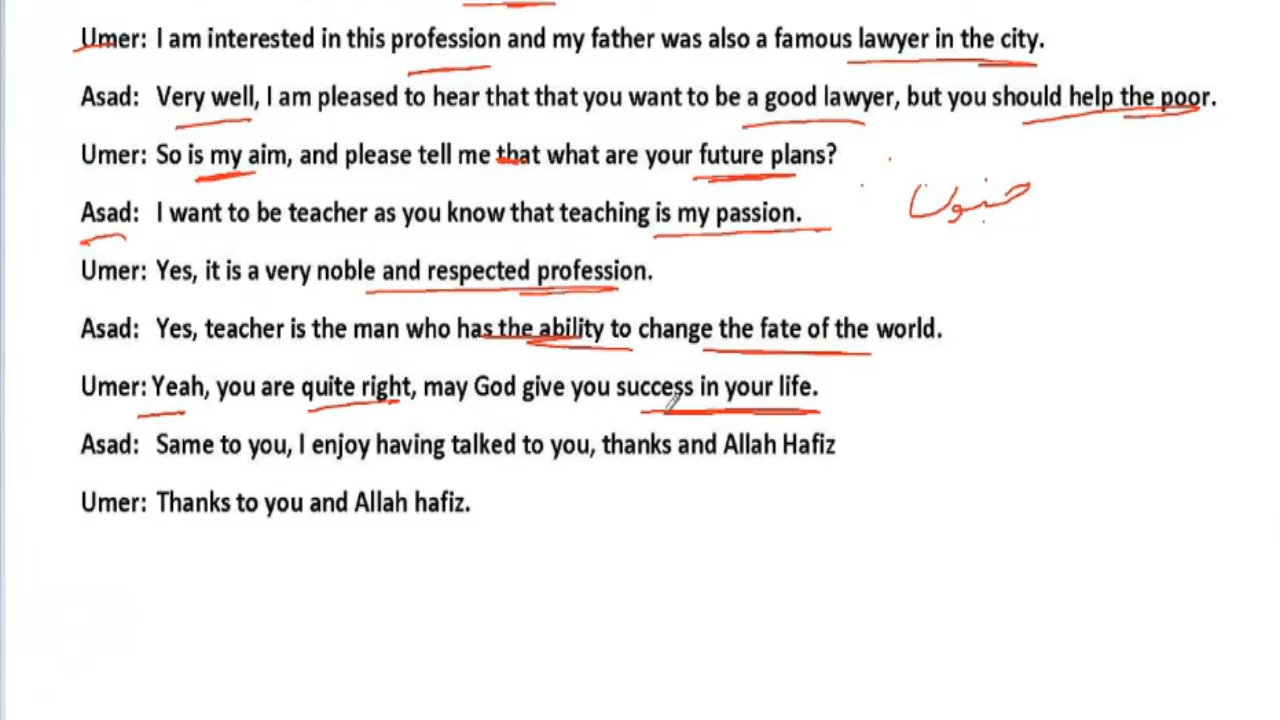 Umer: I am interested in this profession and my father was also a famous lawyer in the city.
Asad: Very well, I am pleased to hear that that you want to be a good lawyer, but you should help the poor.
Umer: So is my aim, and please tell me that what are your future plans?
Asad: I want to be teacher as you know that teaching is my passion.
جنون
Umer: Yes, it is a very noble and respected profession.
Asad: Yes, teacher is the man who has the ability to change the fate of the world.
Umer: Yeah, you are quite right, may God give you success in your life.
Asad: Same to you, I enjoy having talked to you, thanks and Allah Hafiz
Umer: Thanks to you and Allah hafiz.